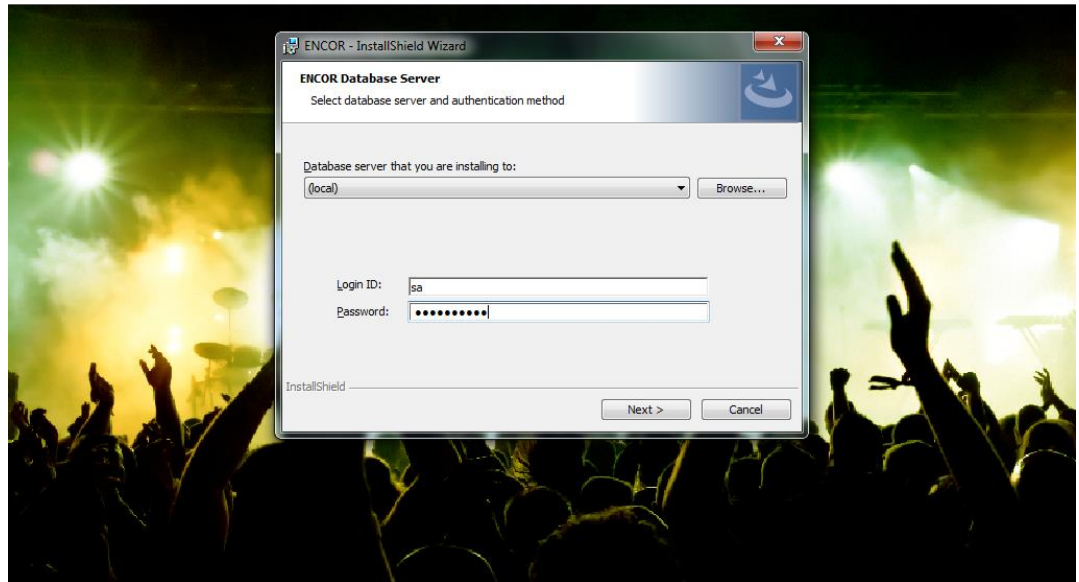 ENCOR - InstallShield Wizard
ENCOR Database Server
Select database server and authentication method
Database server that you are installing to:
(local)
Browse...
Login ID:
sa
Password:
••••••••••
InstallShield
Next >
Cancel